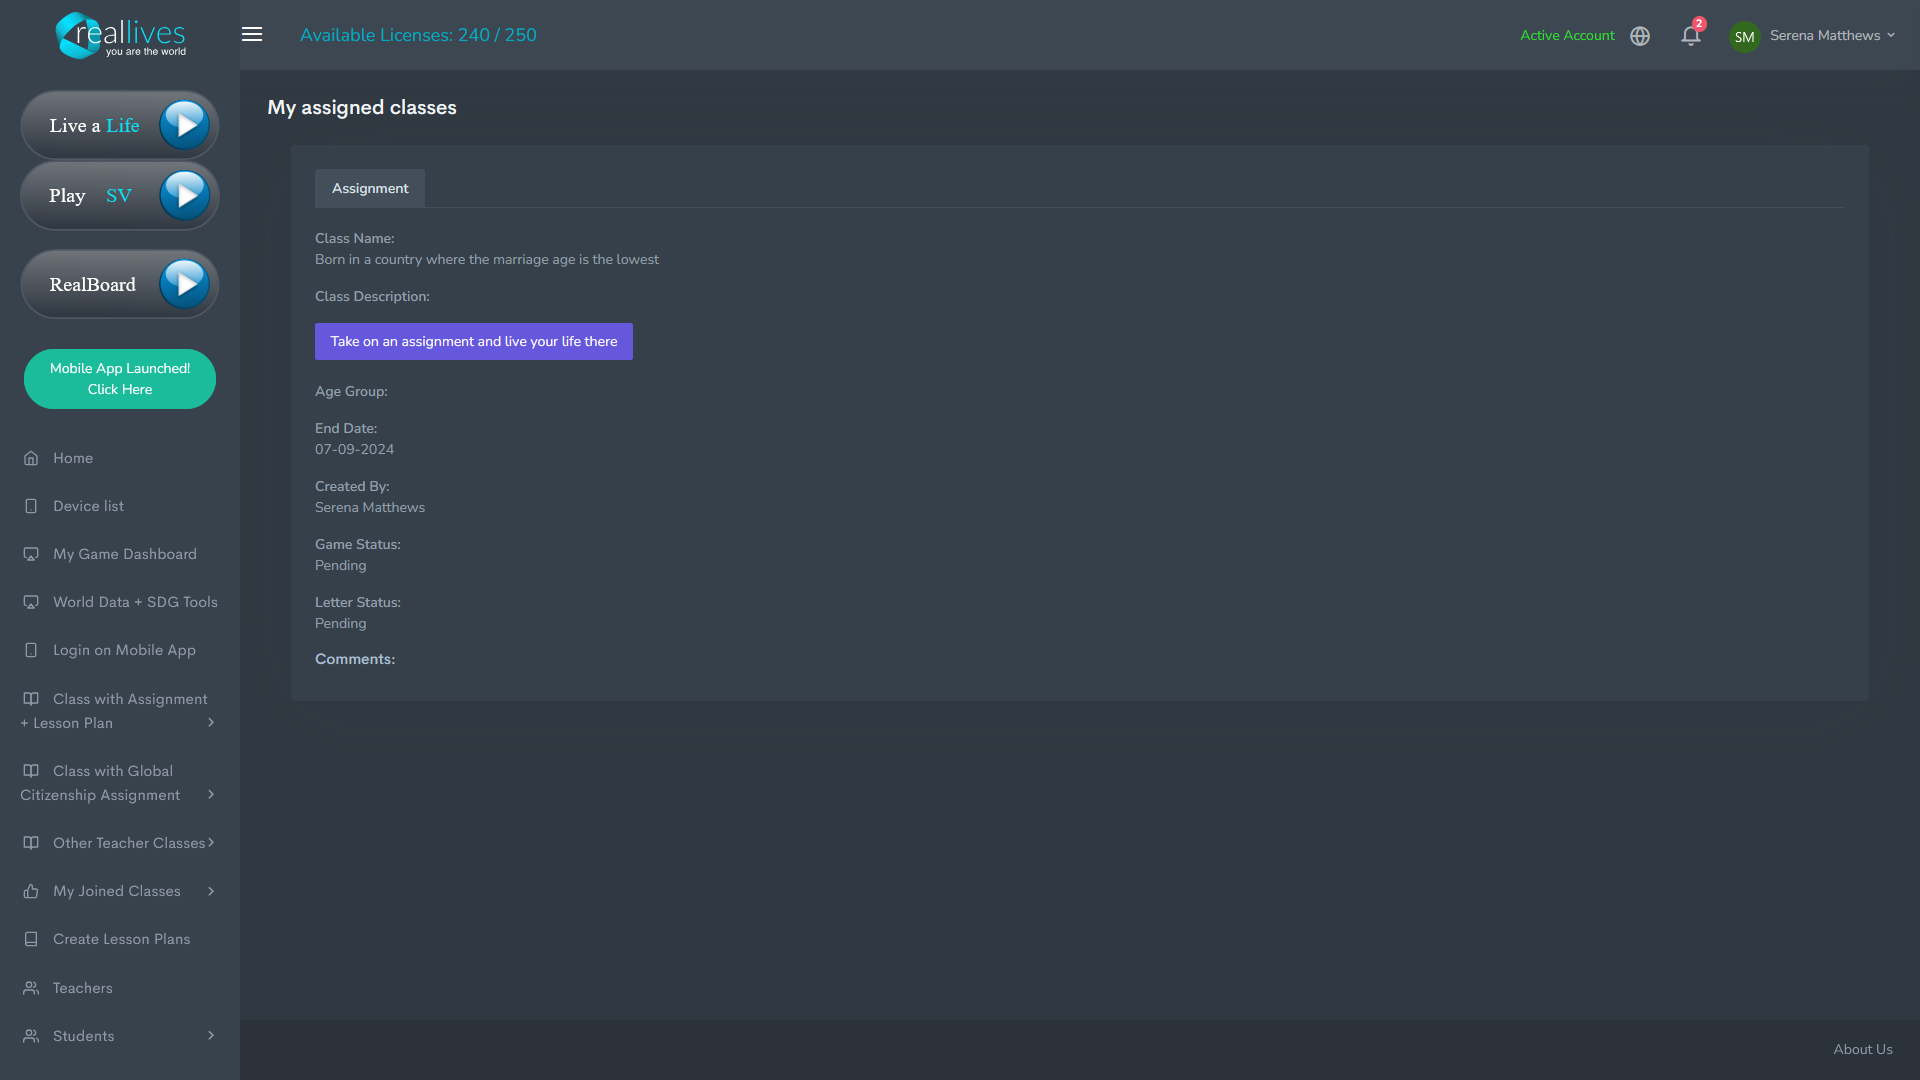 reallives
you are the world
Available Licenses: 240 / 250
Active Account
2
SM
Serena Matthews
Live a Life
Play SV
RealBoard
Mobile App Launched!
Click Here
Home
Device list
My Game Dashboard
World Data + SDG Tools
Login on Mobile App
Class with Assignment
+ Lesson Plan
Class with Global
Citizenship Assignment
Other Teacher Classes
My Joined Classes
Create Lesson Plans
Teachers
Students
My assigned classes
Assignment
Class Name:
Born in a country where the marriage age is the lowest
Class Description:
Take on an assignment and live your life there
Age Group:
End Date:
07-09-2024
Created By:
Serena Matthews
Game Status:
Pending
Letter Status:
Pending
Comments:
About Us